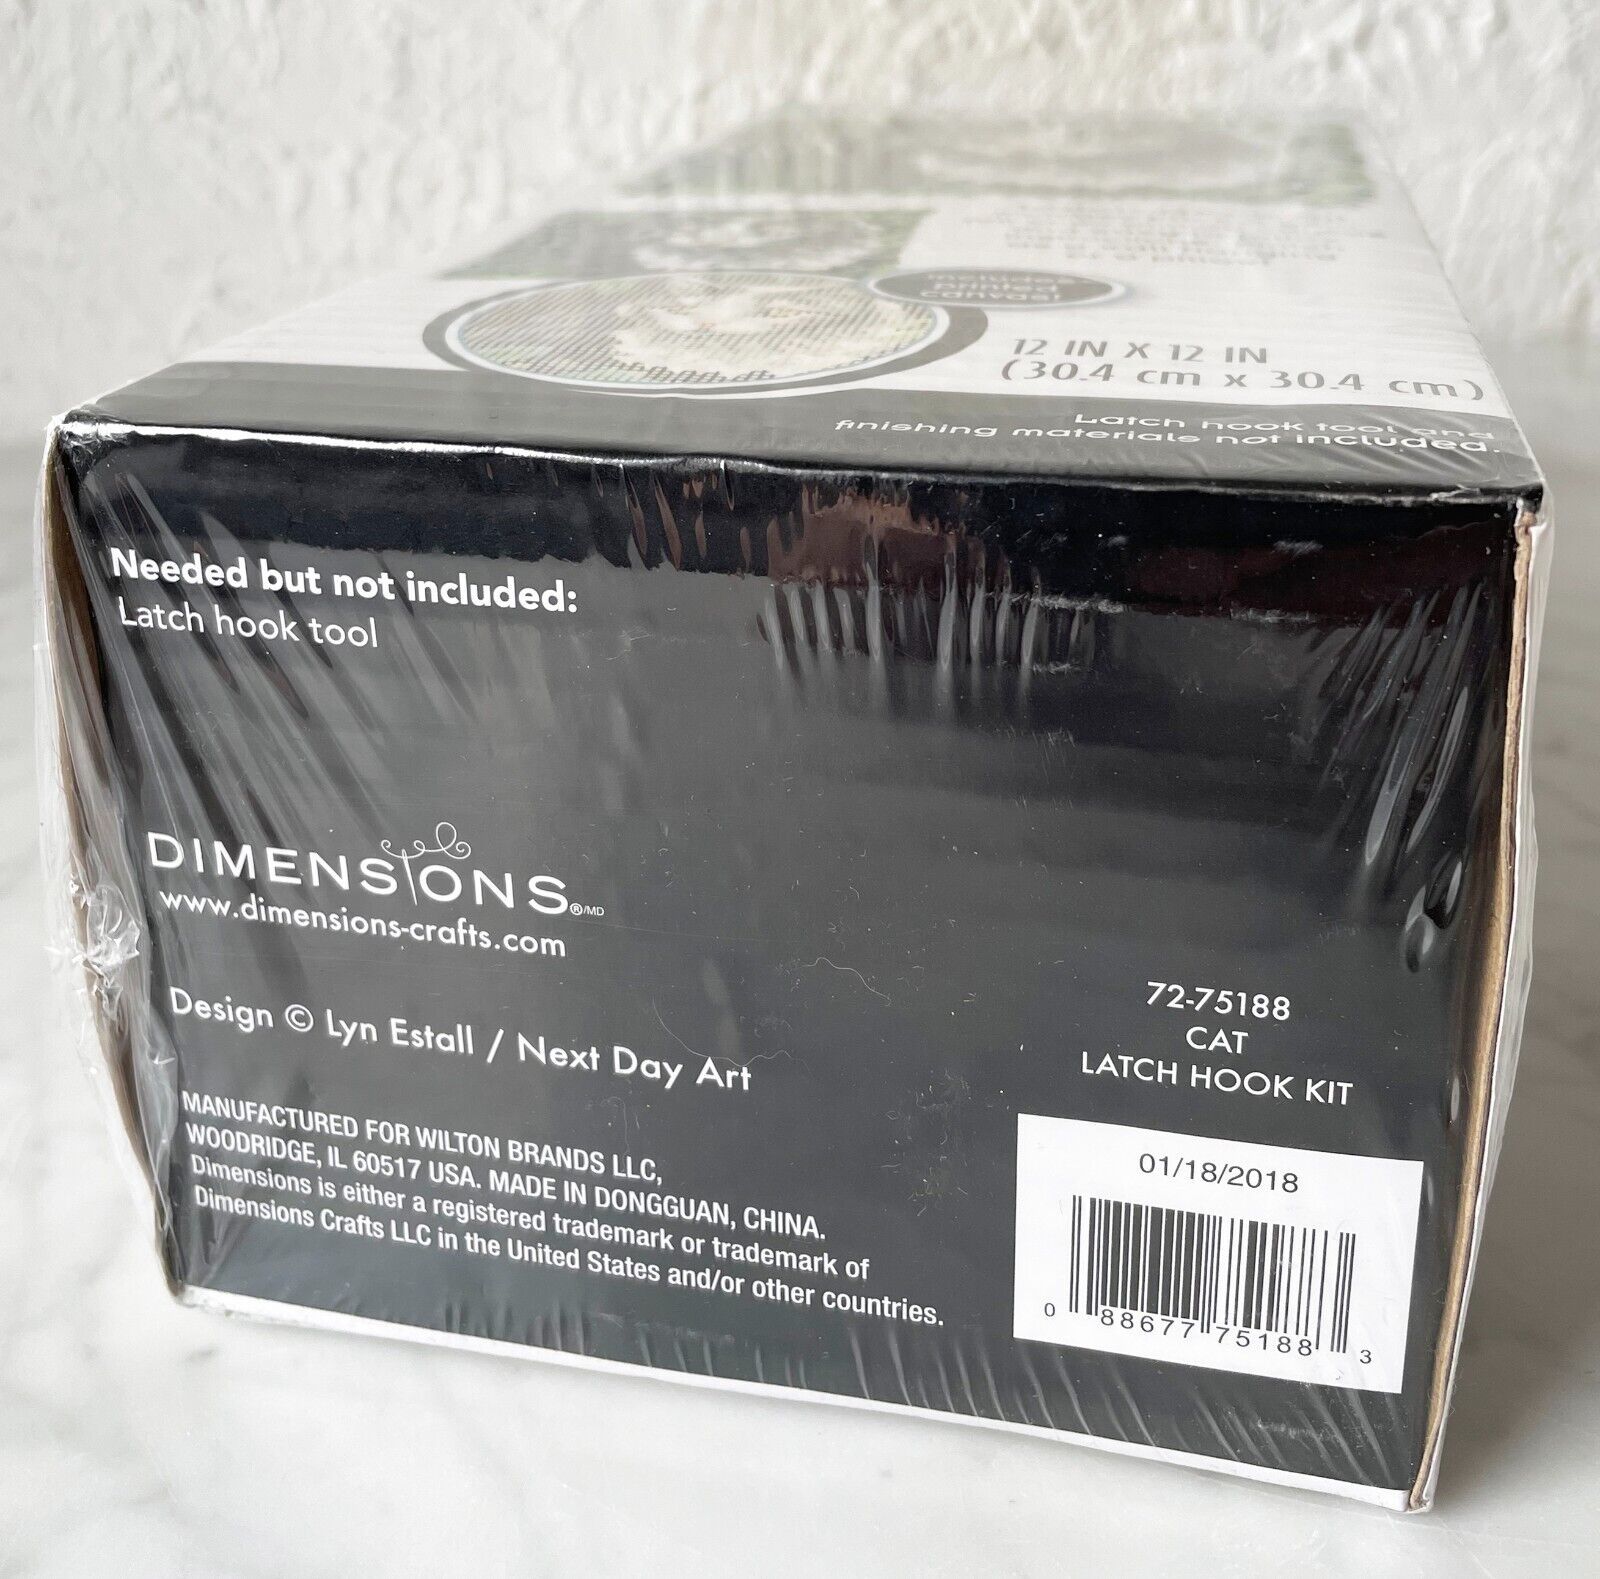 includes
printed
canvas!
12 IN X 12 IN
(30.4 cm x 30.4 cm)
Latch hook tool and
finishing materials not included.
Needed but not included:
Latch hook tool
DIMENSIONS®/MD
www.dimensions-crafts.com
Design © Lyn Estall / Next Day Art
MANUFACTURED FOR WILTON BRANDS LLC,
WOODRIDGE, IL 60517 USA. MADE IN DONGGUAN, CHINA.
Dimensions is either a registered trademark or trademark of
Dimensions Crafts LLC in the United States and/or other countries.
72-75188
CAT
LATCH HOOK KIT
01/18/2018
0 88677 75188 3